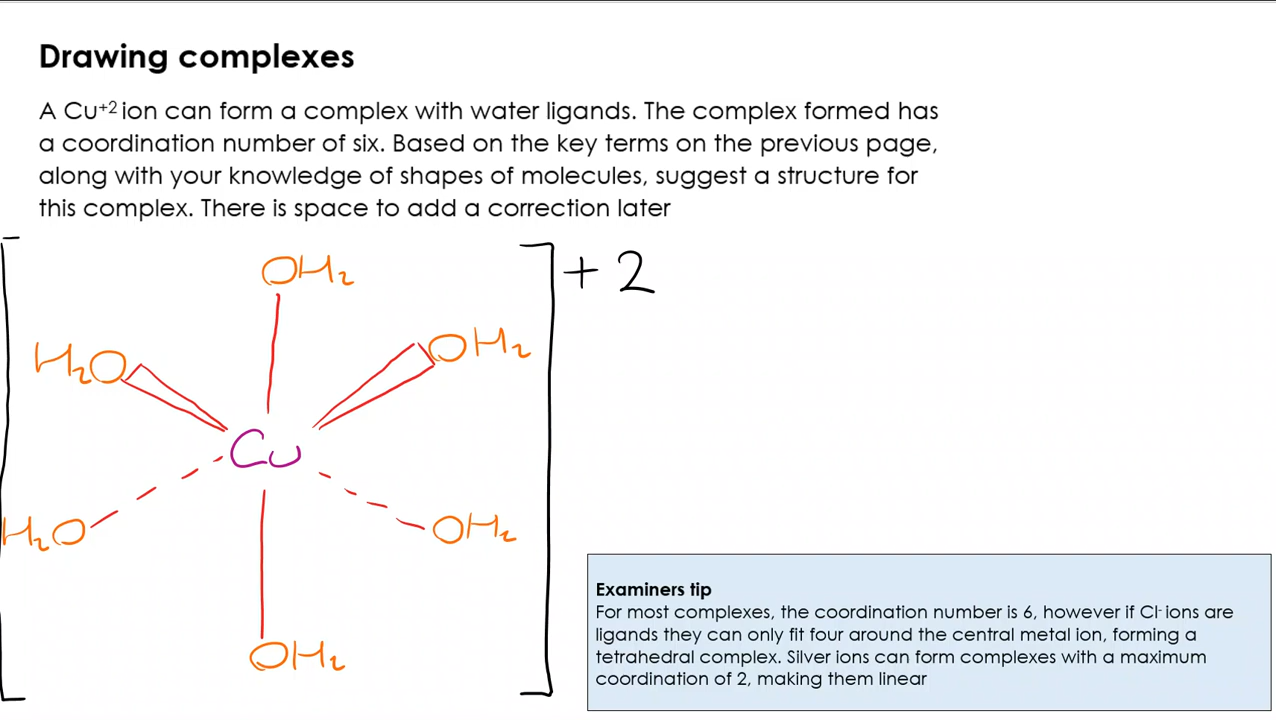 Drawing complexes
A Cu⁺² ion can form a complex with water ligands. The complex formed has
a coordination number of six. Based on the key terms on the previous page,
along with your knowledge of shapes of molecules, suggest a structure for
this complex. There is space to add a correction later
OH₂
+2
H₂O
OH₂
Cu
H₂O
OH₂
OH₂
Examiners tip
For most complexes, the coordination number is 6, however if Cl⁻ ions are
ligands they can only fit four around the central metal ion, forming a
tetrahedral complex. Silver ions can form complexes with a maximum
coordination of 2, making them linear